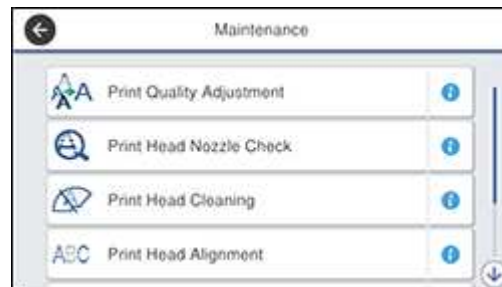 Maintenance
Print Quality Adjustment
Print Head Nozzle Check
Print Head Cleaning
ABC Print Head Alignment